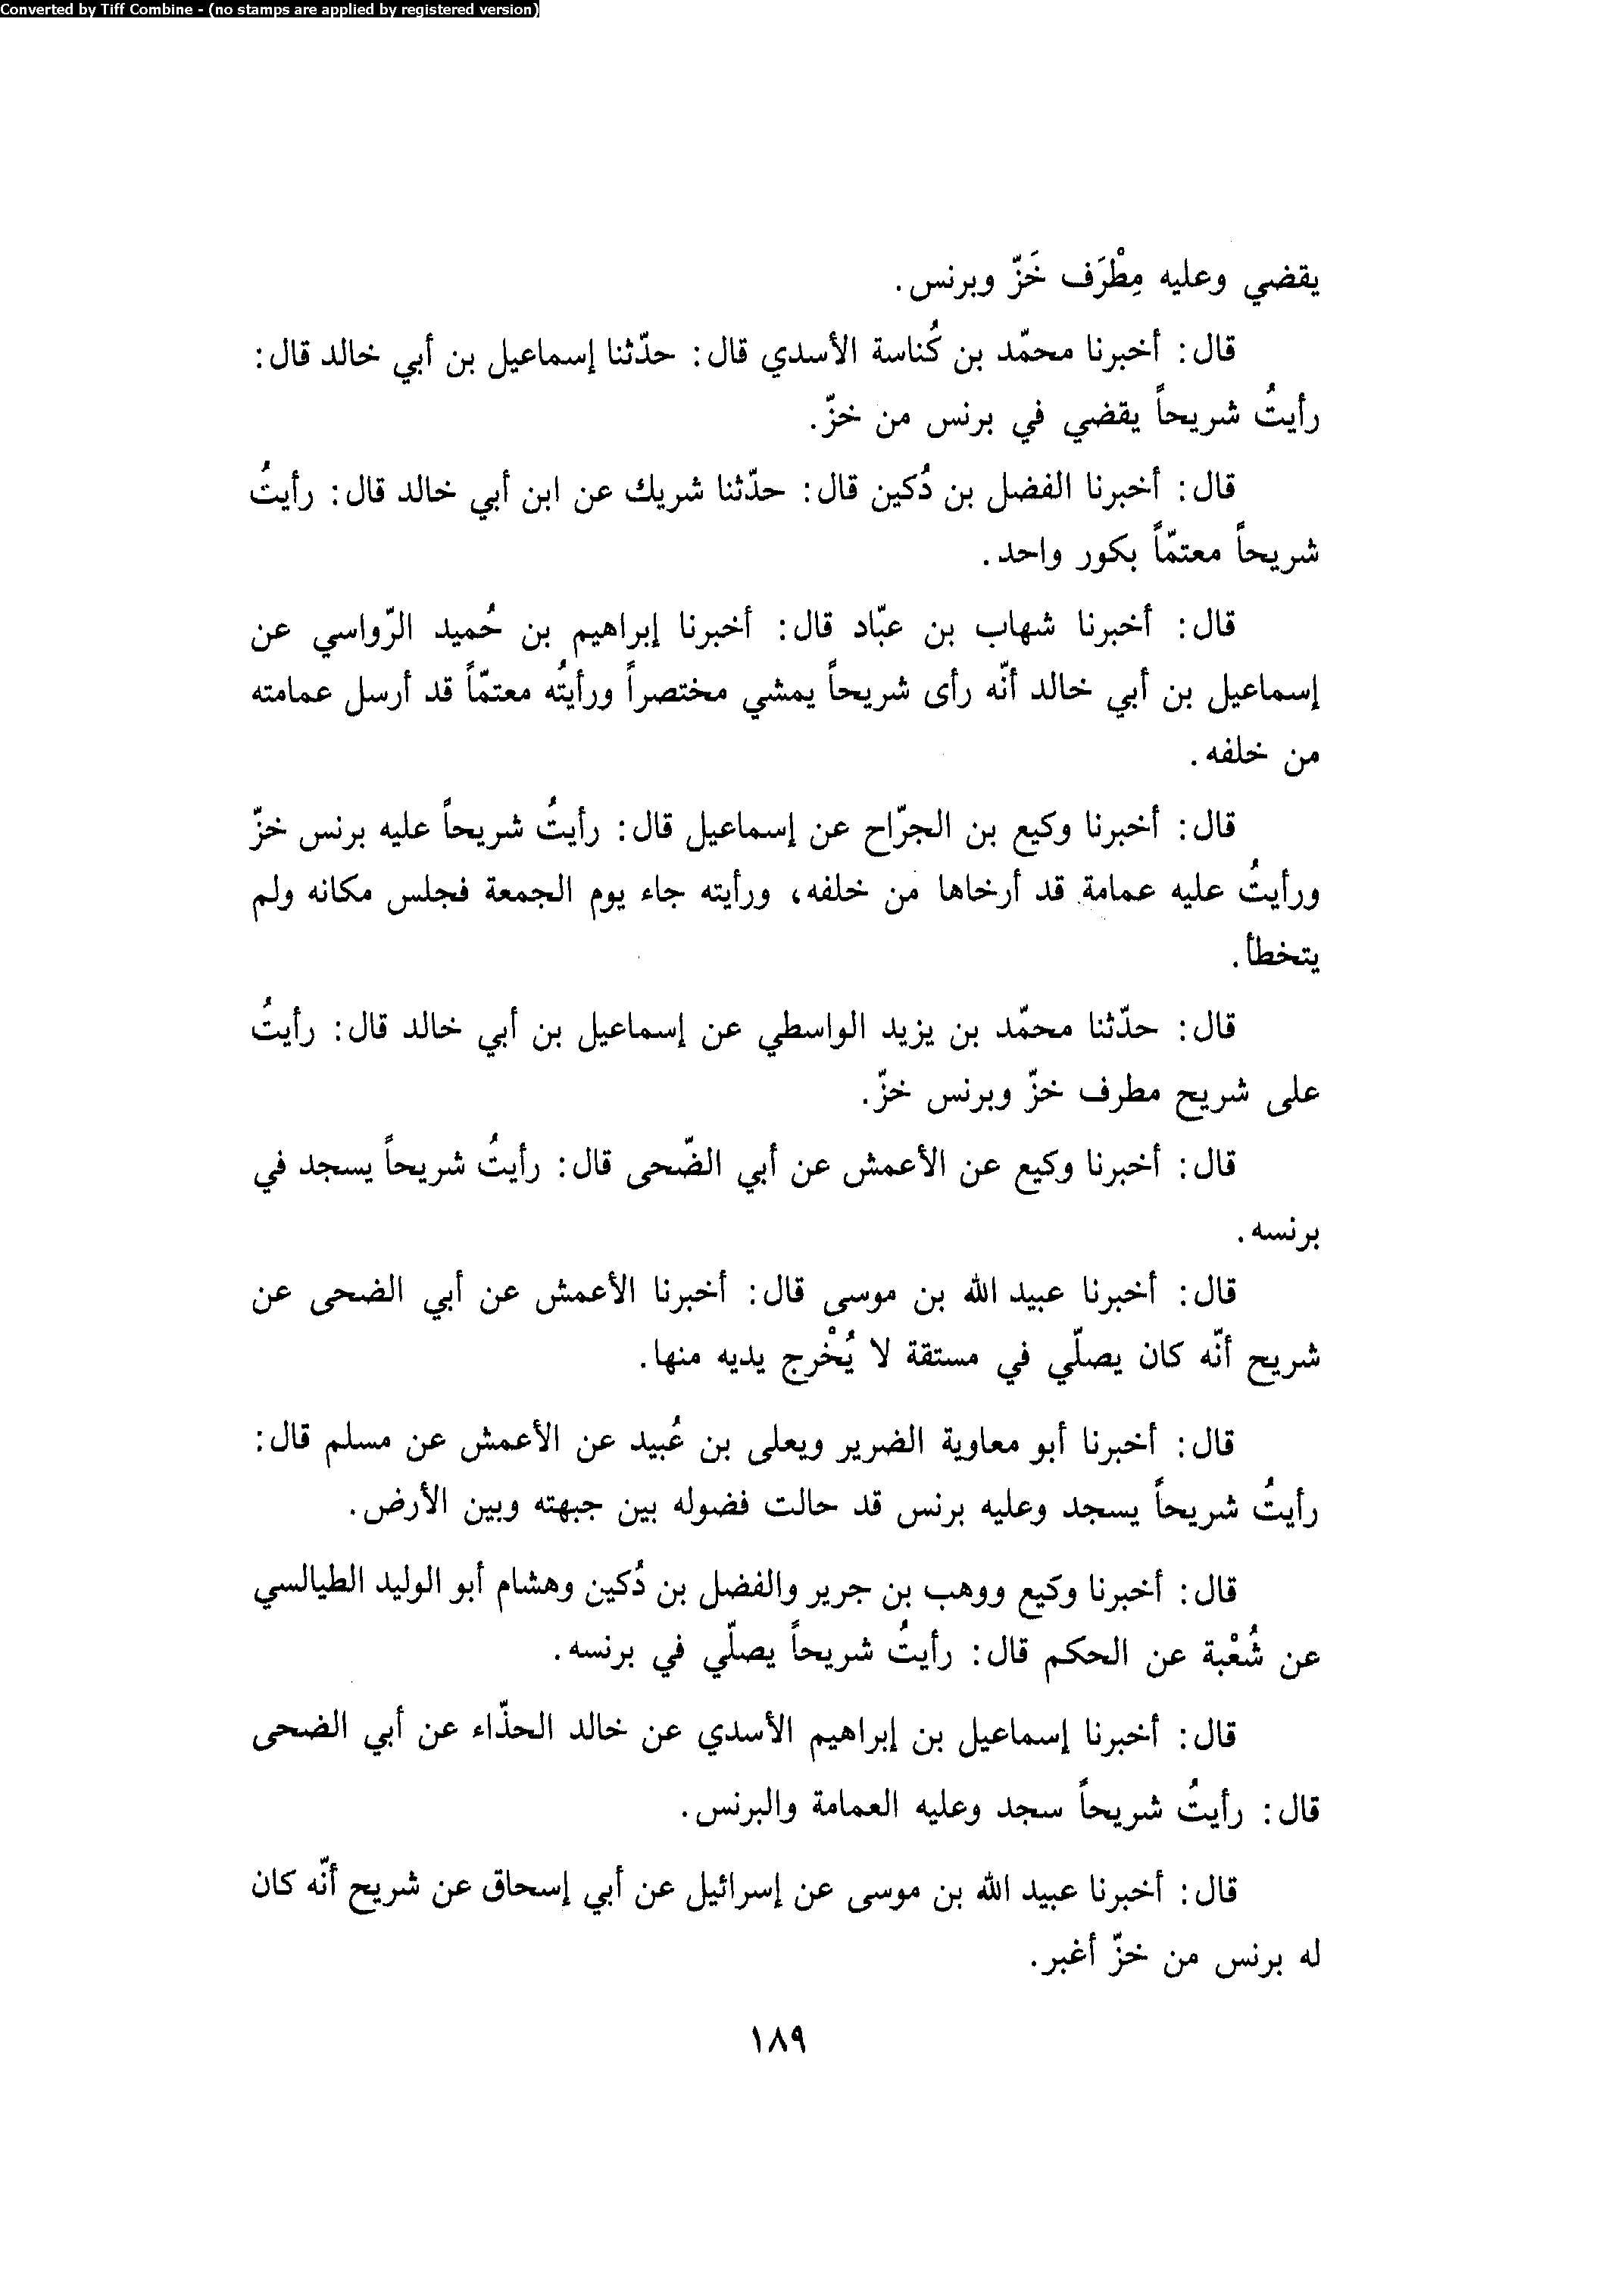 Converted by Tiff Combine - (no stamps are applied by registered version)
يقضي وعليه مِطْرَف خَزّ وبرنس.
قال: أخبرنا محمّد بن كُناسة الأسدي قال: حدّثنا إسماعيل بن أبي خالد قال:
رأيتُ شريحاً يقضي في برنس من خزّ.
قال: أخبرنا الفضل بن دُكين قال: حدّثنا شريك عن ابن أبي خالد قال: رأيتُ
شريحاً معتمّاً بكور واحد.
قال: أخبرنا شهاب بن عبّاد قال: أخبرنا إبراهيم بن حُميد الرّواسي عن
إسماعيل بن أبي خالد أنّه رأى شريحاً يمشي مختصراً ورأيتُه معتمّاً قد أرسل عمامته
من خلفه.
قال: أخبرنا وكيع بن الجرّاح عن إسماعيل قال: رأيتُ شريحاً عليه برنس خزّ
ورأيتُ عليه عمامة قد أرخاها من خلفه، ورأيته جاء يوم الجمعة فجلس مكانه ولم
يتخطأ.
قال: حدّثنا محمّد بن يزيد الواسطي عن إسماعيل بن أبي خالد قال: رأيتُ
على شريح مطرف خزّ وبرنس خزّ.
قال: أخبرنا وكيع عن الأعمش عن أبي الضّحى قال: رأيتُ شريحاً يسجد في
برنسه.
قال: أخبرنا عبيد الله بن موسى قال: أخبرنا الأعمش عن أبي الضحى عن
شريح أنّه كان يصلّي في مستقة لا يُخْرج يديه منها.
قال: أخبرنا أبو معاوية الضرير ويعلى بن عُبيد عن الأعمش عن مسلم قال:
رأيتُ شريحاً يسجد وعليه برنس قد حالت فضوله بين جبهته وبين الأرض.
قال: أخبرنا وكيع ووهب بن جرير والفضل بن دُكين وهشام أبو الوليد الطيالسي
عن شُعْبة عن الحكم قال: رأيتُ شريحاً يصلّي في برنسه.
قال: أخبرنا إسماعيل بن إبراهيم الأسدي عن خالد الحذّاء عن أبي الضحى
قال: رأيتُ شريحاً سجد وعليه العمامة والبرنس.
قال: أخبرنا عبيد الله بن موسى عن إسرائيل عن أبي إسحاق عن شريح أنّه كان
له برنس من خزّ أغبر.
١٨٩